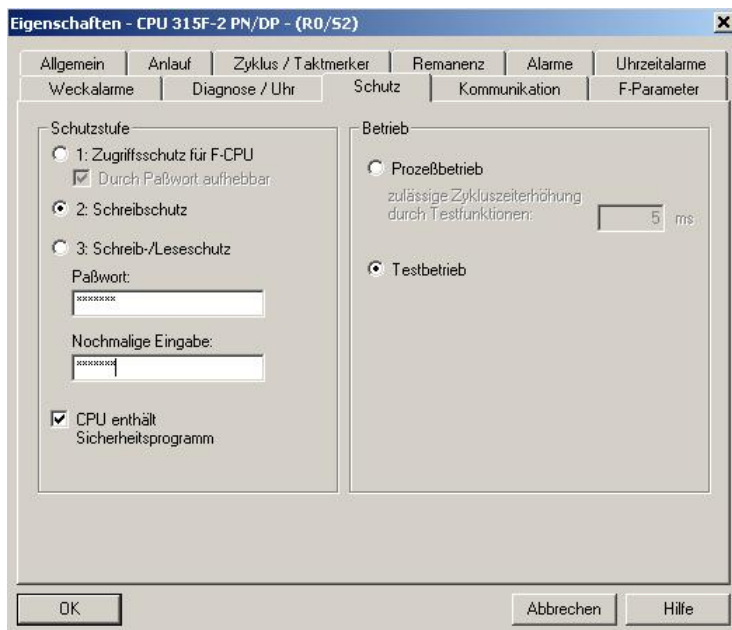 Eigenschaften - CPU 315F-2 PN/DP - (R0/S2)
Allgemein
Anlauf
Zyklus / Taktmerker
Remanenz
Alarme
Uhrzeitalarme
Weckalarme
Diagnose / Uhr
Schutz
Kommunikation
F-Parameter
Schutzstufe
1: Zugriffsschutz für F-CPU
Durch Paßwort aufhebbar
2: Schreibschutz
3: Schreib-/Leseschutz
Paßwort:
*******
Nochmalige Eingabe:
*******
CPU enthält
Sicherheitsprogramm
Betrieb
Prozeßbetrieb
zulässige Zykluszeiterhöhung
durch Testfunktionen:
5 ms
Testbetrieb
OK
Abbrechen
Hilfe